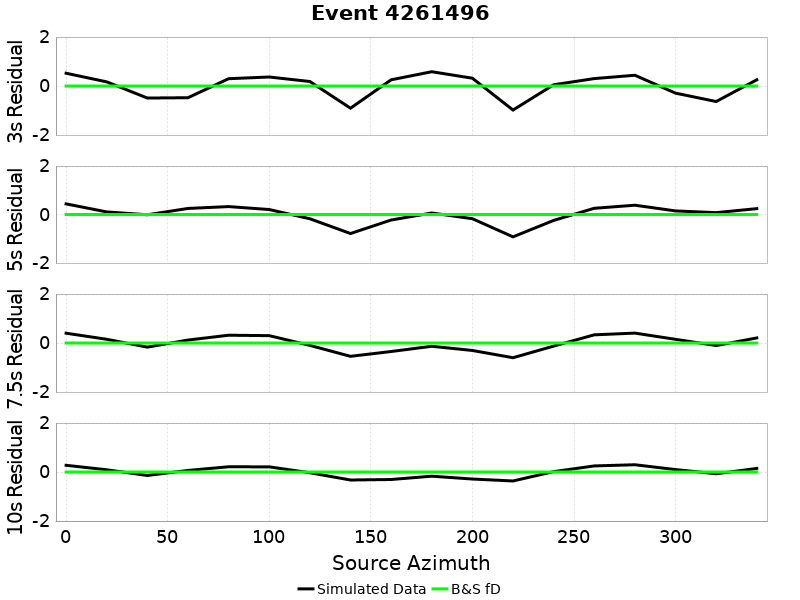 Event 4261496
3s Residual
2
0
-2
5s Residual
2
0
-2
7.5s Residual
2
0
-2
10s Residual
2
0
-2
0 50 100 150 200 250 300
Source Azimuth
Simulated Data B&S fD